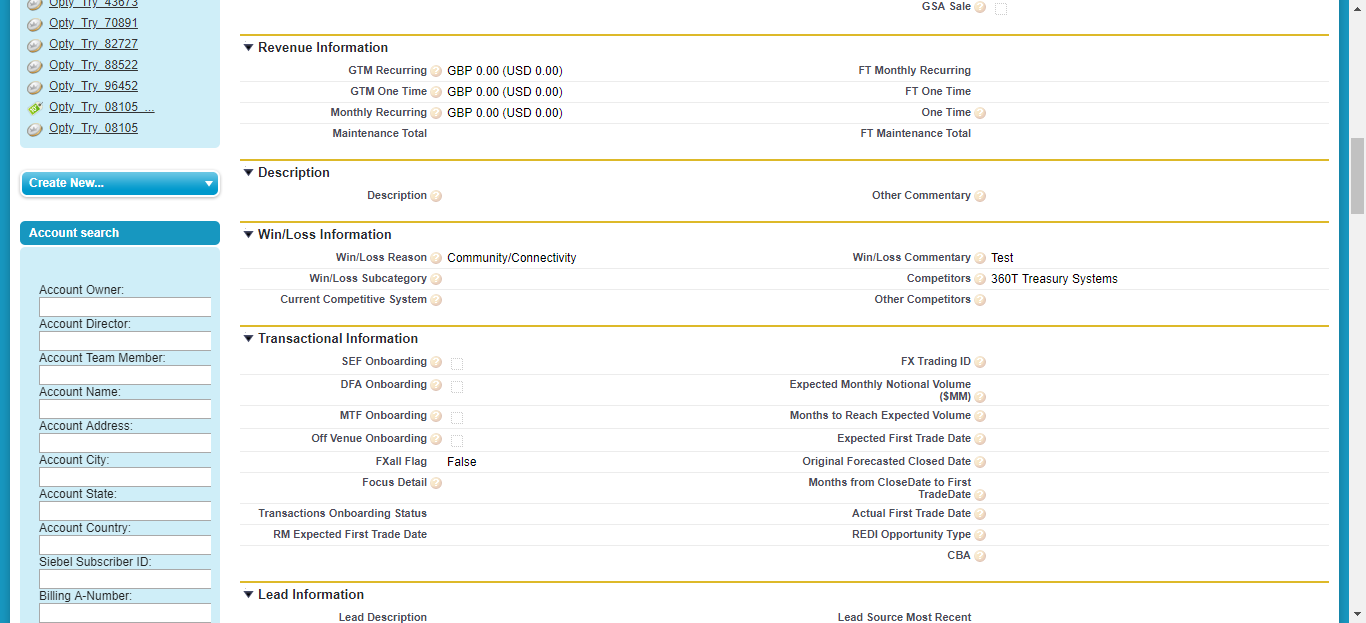 Opty_Try_43673
Opty_Try_70891
Opty_Try_82727
Opty_Try_88522
Opty_Try_96452
Opty_Try_08105_...
Opty_Try_08105
Create New...
Account search
Account Owner:
Account Director:
Account Team Member:
Account Name:
Account Address:
Account City:
Account State:
Account Country:
Siebel Subscriber ID:
Billing A-Number:
GSA Sale
Revenue Information
GTM Recurring GBP 0.00 (USD 0.00) FT Monthly Recurring
GTM One Time GBP 0.00 (USD 0.00) FT One Time
Monthly Recurring GBP 0.00 (USD 0.00) One Time
Maintenance Total FT Maintenance Total
Description
Description Other Commentary
Win/Loss Information
Win/Loss Reason Community/Connectivity Win/Loss Commentary Test
Win/Loss Subcategory Competitors 360T Treasury Systems
Current Competitive System Other Competitors
Transactional Information
SEF Onboarding FX Trading ID
DFA Onboarding Expected Monthly Notional Volume
($MM)
MTF Onboarding Months to Reach Expected Volume
Off Venue Onboarding Expected First Trade Date
FXall Flag False Original Forecasted Closed Date
Focus Detail Months from CloseDate to First
TradeDate
Transactions Onboarding Status Actual First Trade Date
RM Expected First Trade Date REDI Opportunity Type
CBA
Lead Information
Lead Description Lead Source Most Recent